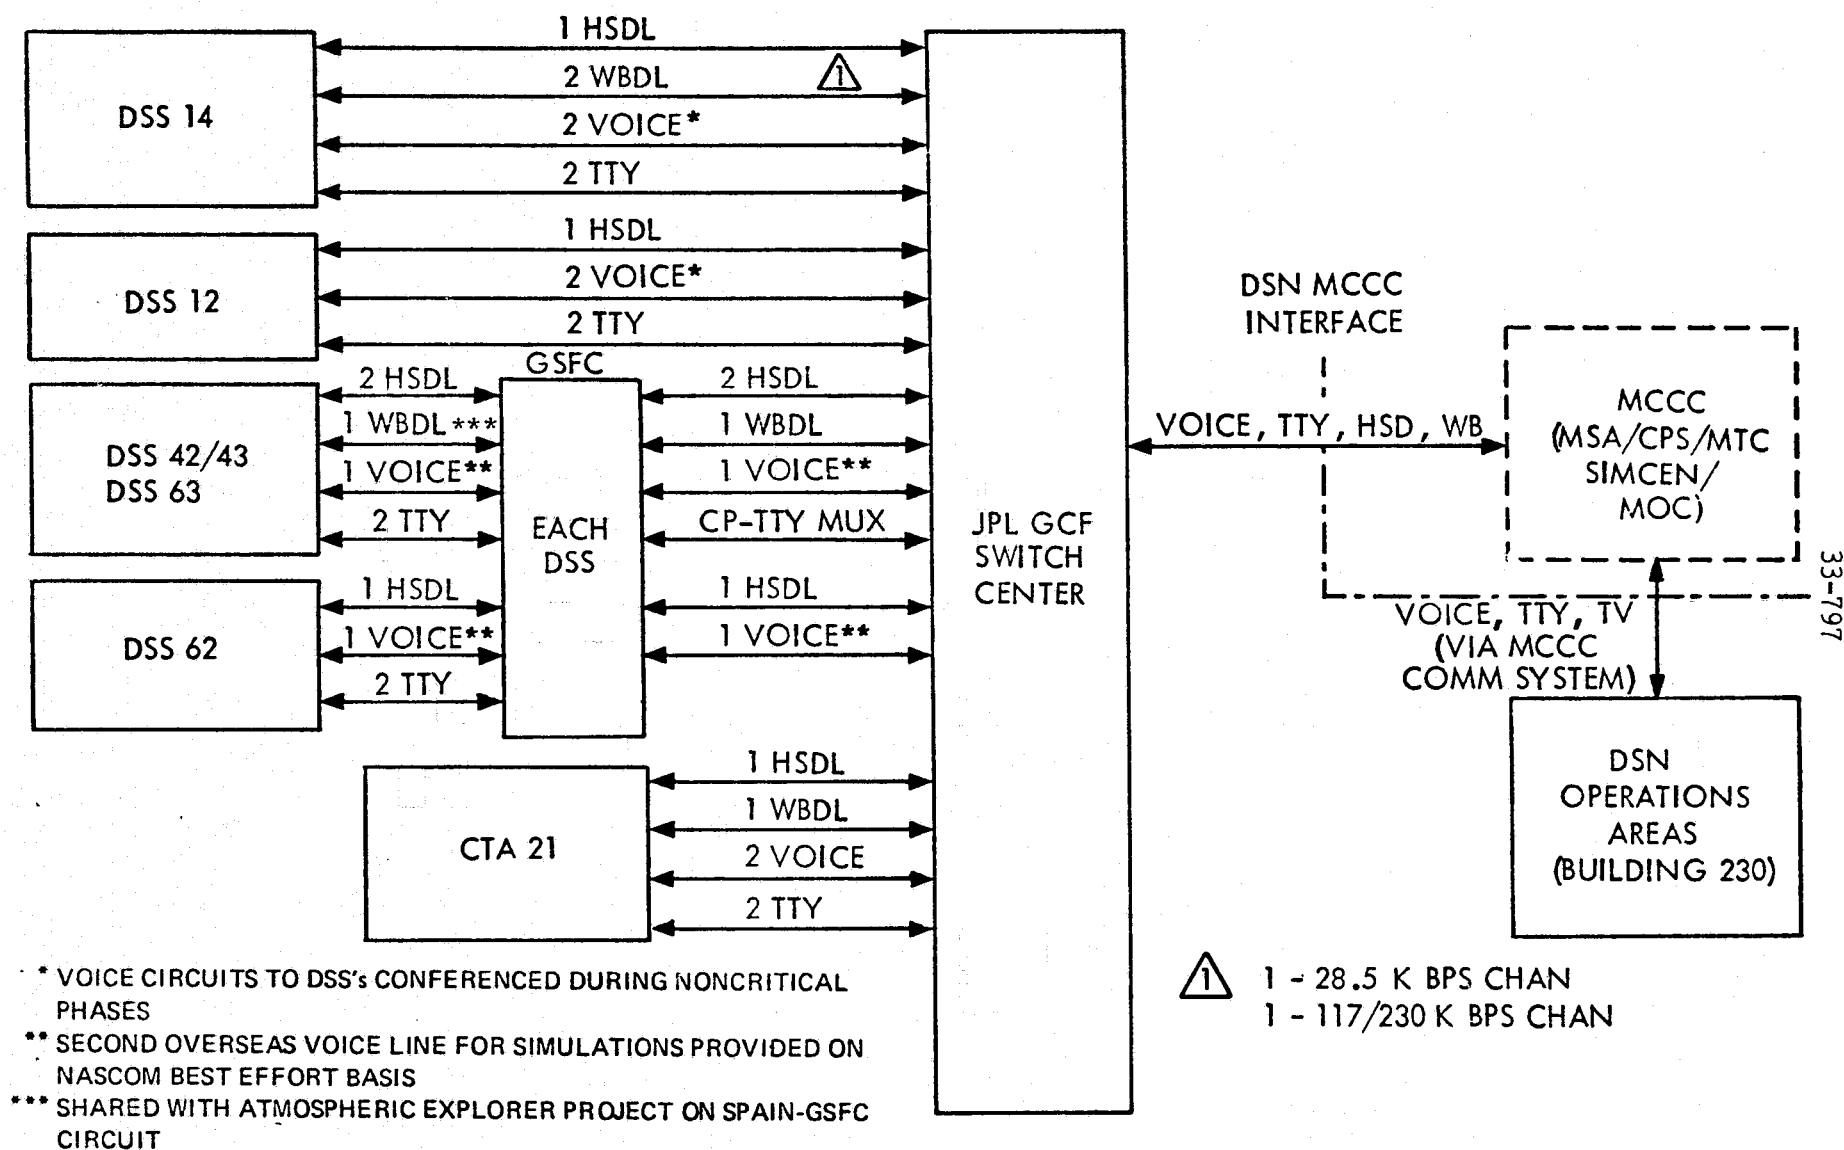 1 HSDL
2 WBDL
1
2 VOICE*
2 TTY
DSS 14
1 HSDL
2 VOICE*
2 TTY
DSS 12
GSFC
2 HSDL
1 WBDL ***
1 VOICE**
2 TTY
DSS 42/43
DSS 63
EACH
DSS
2 HSDL
1 WBDL
1 VOICE**
CP-TTY MUX
1 HSDL
1 VOICE**
2 TTY
DSS 62
1 HSDL
1 VOICE**
1 HSDL
1 WBDL
2 VOICE
2 TTY
CTA 21
JPL GCF
SWITCH
CENTER
DSN MCCC
INTERFACE
VOICE, TTY, HSD, WB
MCCC
(MSA/CPS/MTC
SIMCEN/
MOC)
VOICE, TTY, TV
(VIA MCCC
COMM SYSTEM)
DSN
OPERATIONS
AREAS
(BUILDING 230)
33-797
1 1 - 28.5 K BPS CHAN
1 - 117/230 K BPS CHAN
* VOICE CIRCUITS TO DSS's CONFERENCED DURING NONCRITICAL
PHASES
** SECOND OVERSEAS VOICE LINE FOR SIMULATIONS PROVIDED ON
NASCOM BEST EFFORT BASIS
*** SHARED WITH ATMOSPHERIC EXPLORER PROJECT ON SPAIN-GSFC
CIRCUIT